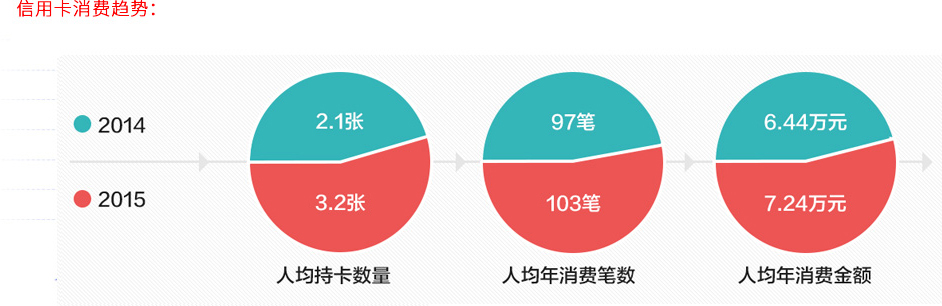 信用卡消费趋势：
2014
2015
2.1张
3.2张
人均持卡数量
97笔
103笔
人均年消费笔数
6.44万元
7.24万元
人均年消费金额